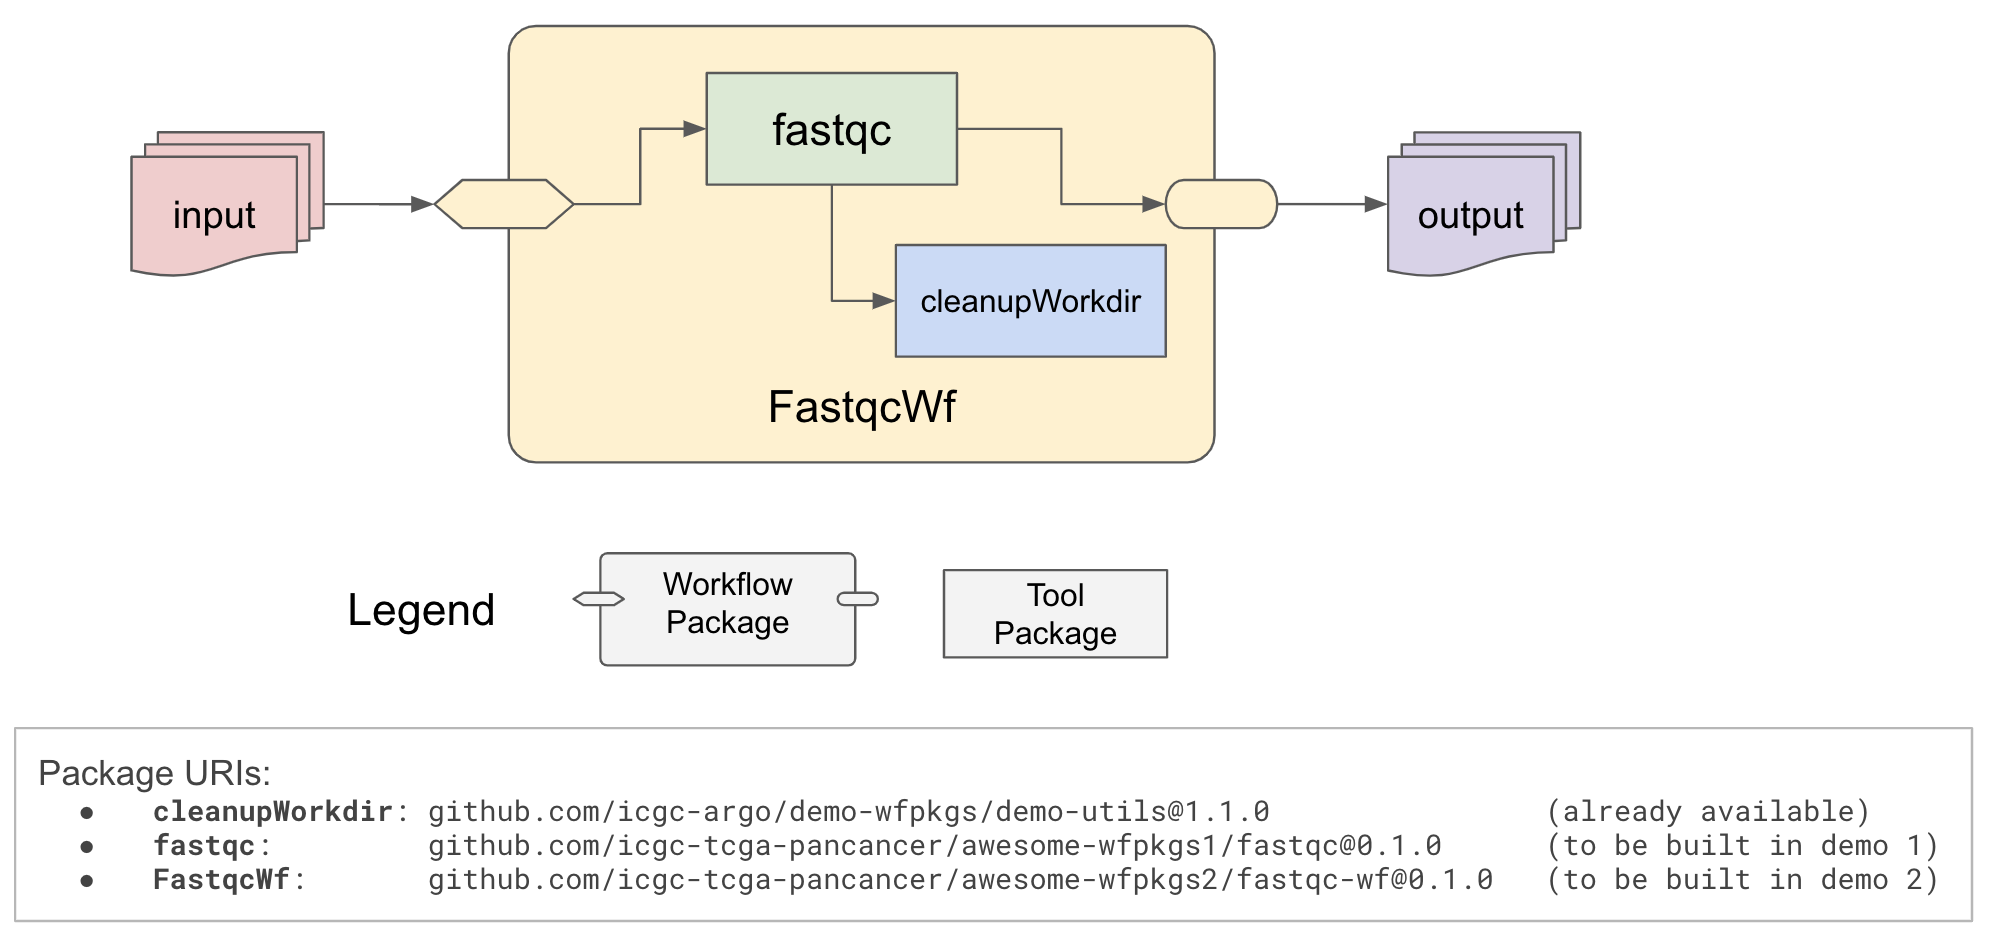 fastqc
input
output
cleanupWorkdir
FastqcWf
Legend
Workflow
Package
Tool
Package
Package URIs:
● cleanupWorkdir: github.com/icgc-argo/demo-wfpkgs/demo-utils@1.1.0 (already available)
● fastqc: github.com/icgc-tcga-pancancer/awesome-wfpkgs1/fastqc@0.1.0 (to be built in demo 1)
● FastqcWf: github.com/icgc-tcga-pancancer/awesome-wfpkgs2/fastqc-wf@0.1.0 (to be built in demo 2)